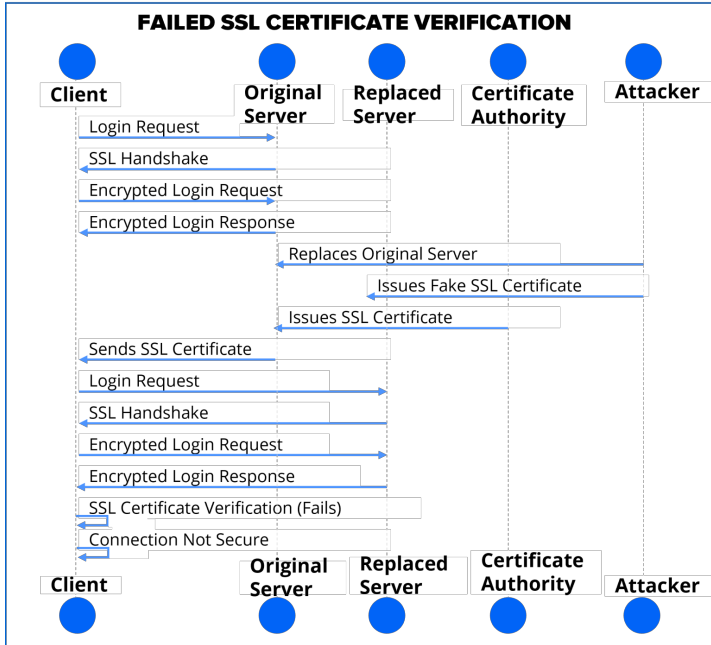 FAILED SSL CERTIFICATE VERIFICATION
Client
Original
Server
Replaced
Server
Certificate
Authority
Attacker
Login Request
SSL Handshake
Encrypted Login Request
Encrypted Login Response
Replaces Original Server
Issues Fake SSL Certificate
Issues SSL Certificate
Sends SSL Certificate
Login Request
SSL Handshake
Encrypted Login Request
Encrypted Login Response
SSL Certificate Verification (Fails)
Connection Not Secure
Client
Original
Server
Replaced
Server
Certificate
Authority
Attacker